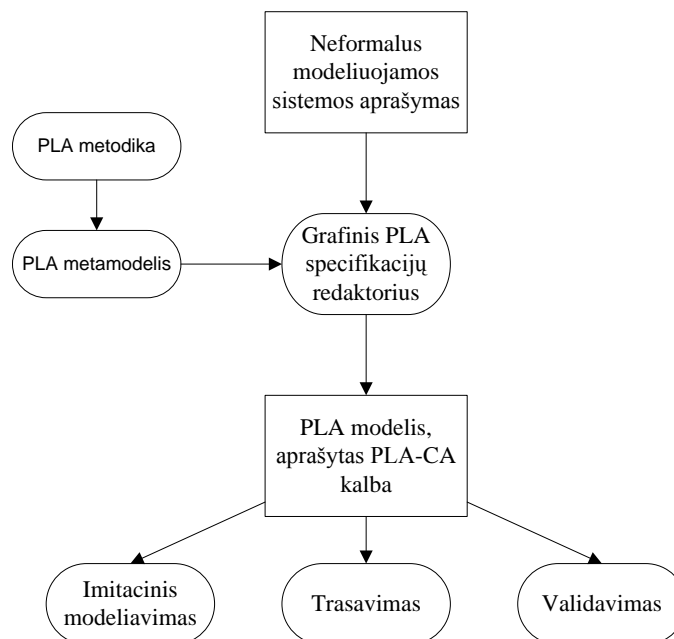 Neformalus
modeliuojamos
sistemos aprašymas
PLA metodika
PLA metamodelis
Grafinis PLA
specifikacijų
redaktorius
PLA modelis,
aprašytas PLA-CA
kalba
Imitacinis
modeliavimas
Trasavimas
Validavimas